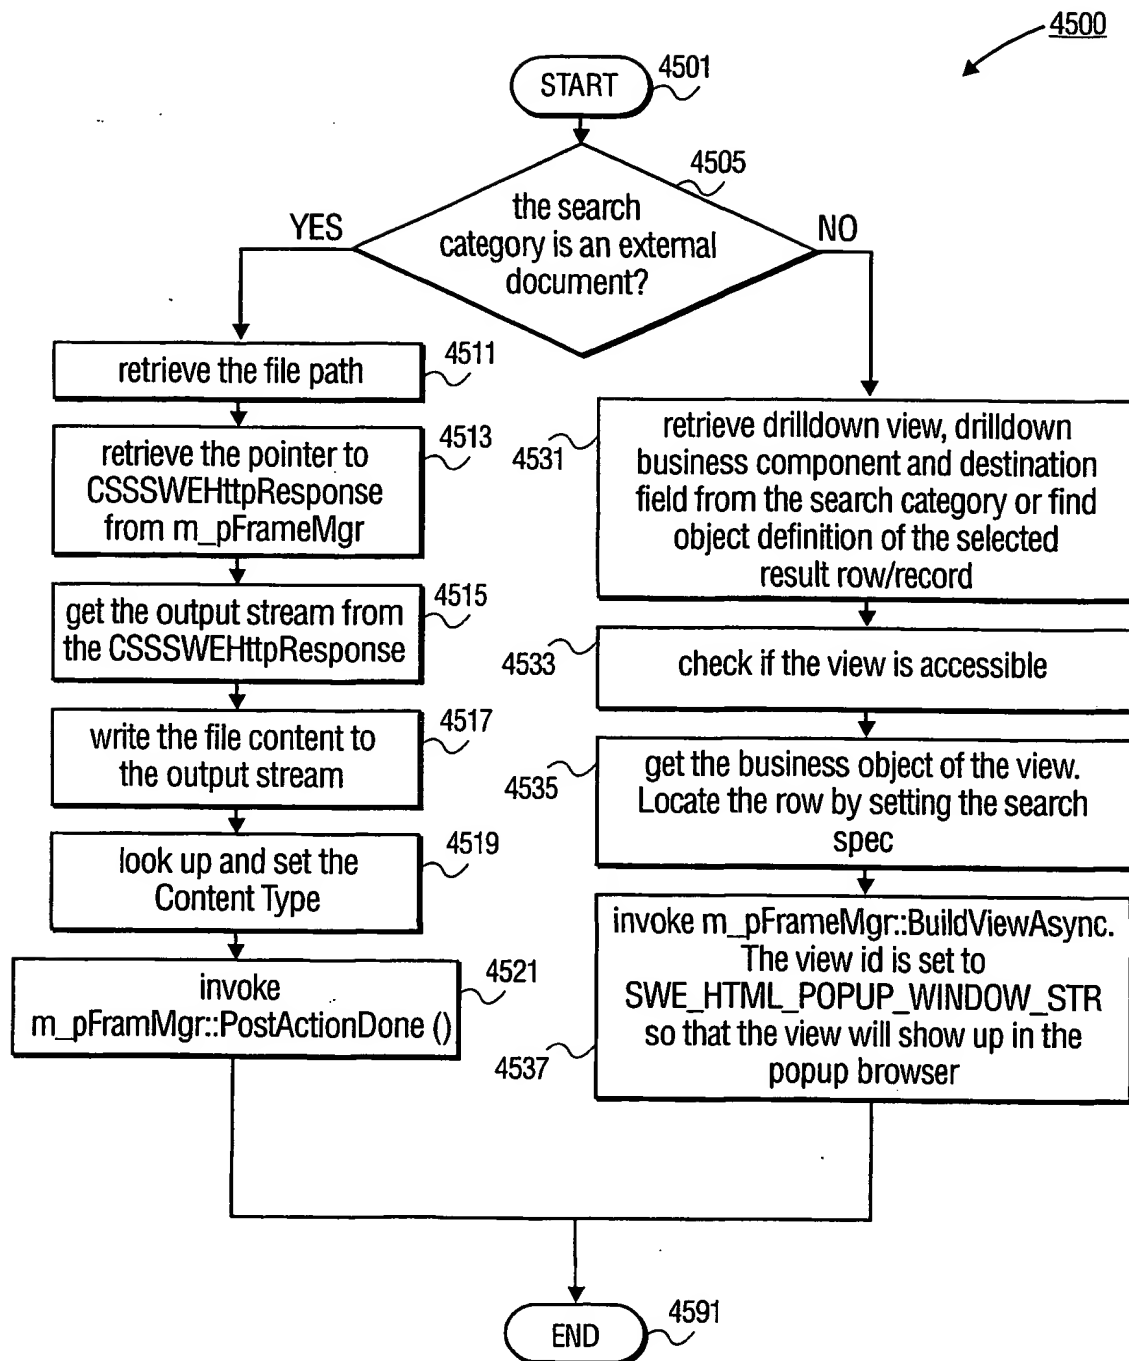 4500
START
4501
4505
the search
category is an external
document?
YES
NO
retrieve the file path
4511
retrieve the pointer to
CSSSWEHttpResponse
from m_pFrameMgr
4513
get the output stream from
the CSSSWEHttpResponse
4515
write the file content to
the output stream
4517
look up and set the
Content Type
4519
invoke
m_pFramMgr::PostActionDone ()
4521
4531
retrieve drilldown view, drilldown
business component and destination
field from the search category or find
object definition of the selected
result row/record
4533
check if the view is accessible
4535
get the business object of the view.
Locate the row by setting the search
spec
4537
invoke m_pFrameMgr::BuildViewAsync.
The view id is set to
SWE_HTML_POPUP_WINDOW_STR
so that the view will show up in the
popup browser
END
4591